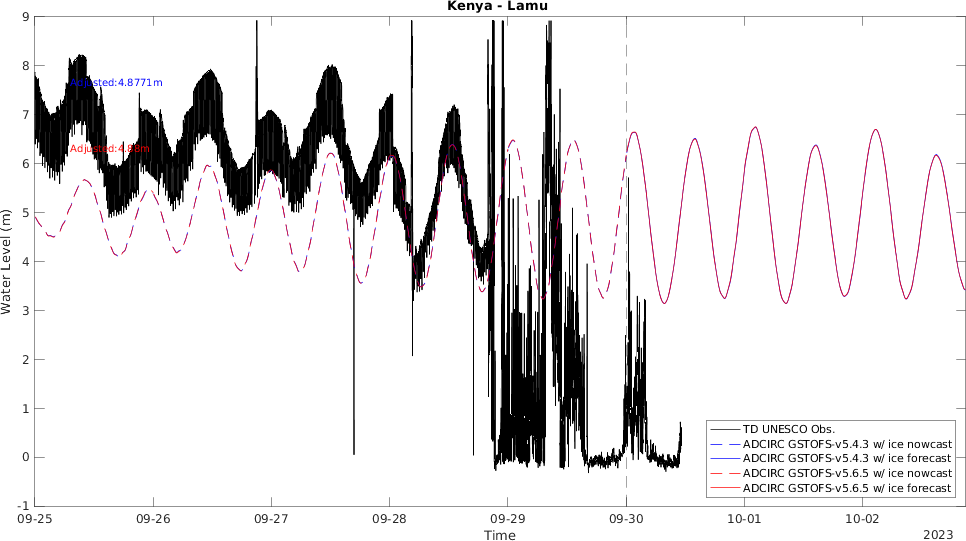 Kenya - Lamu
9
8
7
6
5
4
3
2
1
0
-1
Water Level (m)
Adjusted:4.8771m
Adjusted:4.88m
TD UNESCO Obs.
ADCIRC GSTOFS-v5.4.3 w/ ice nowcast
ADCIRC GSTOFS-v5.4.3 w/ ice forecast
ADCIRC GSTOFS-v5.6.5 w/ ice nowcast
ADCIRC GSTOFS-v5.6.5 w/ ice forecast
09-25 09-26 09-27 09-28 09-29 09-30 10-01 10-02
Time
2023